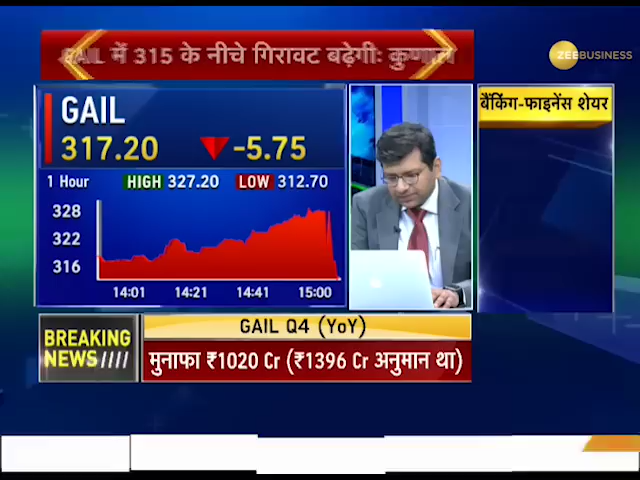 GAIL में 315 के नीचे गिरावट बढ़ेगी: कुणाल
ZEEBUSINESS
GAIL
317.20 -5.75
1 Hour HIGH 327.20 LOW 312.70
328
322
316
14:01 14:21 14:41 15:00
बैंकिंग-फाइनेंस शेयर
BREAKING
NEWS////
GAIL Q4 (YoY)
मुनाफा ₹1020 Cr (₹1396 Cr अनुमान था)